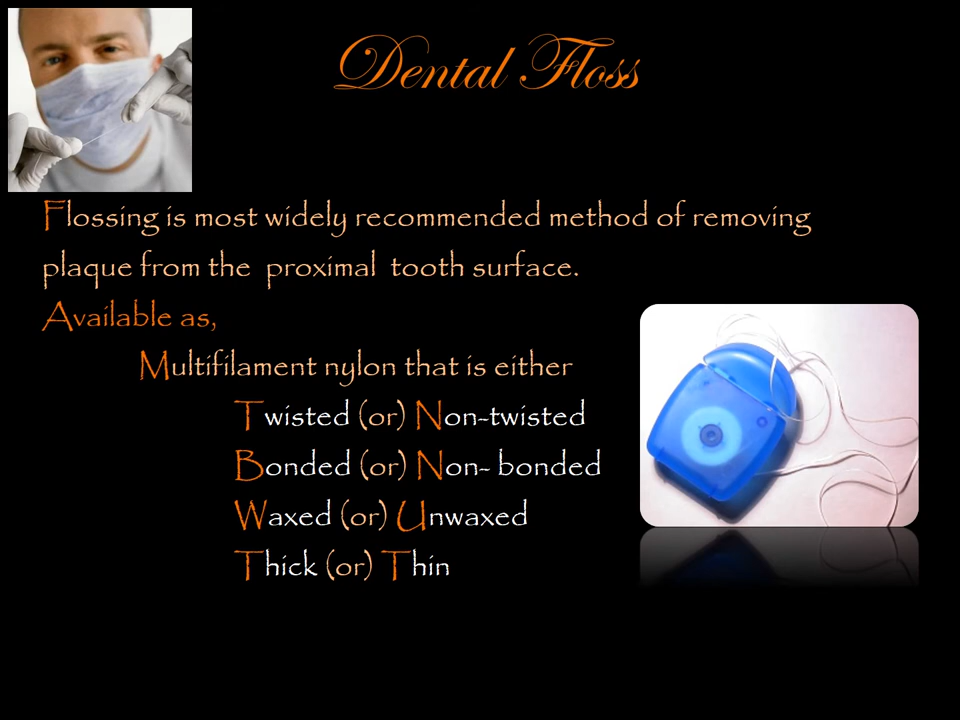 Dental Floss
Flossing is most widely recommended method of removing
plaque from the proximal tooth surface.
Available as,
Multifilament nylon that is either
Twisted (or) Non-twisted
Bonded (or) Non- bonded
Waxed (or) Unwaxed
Thick (or) Thin